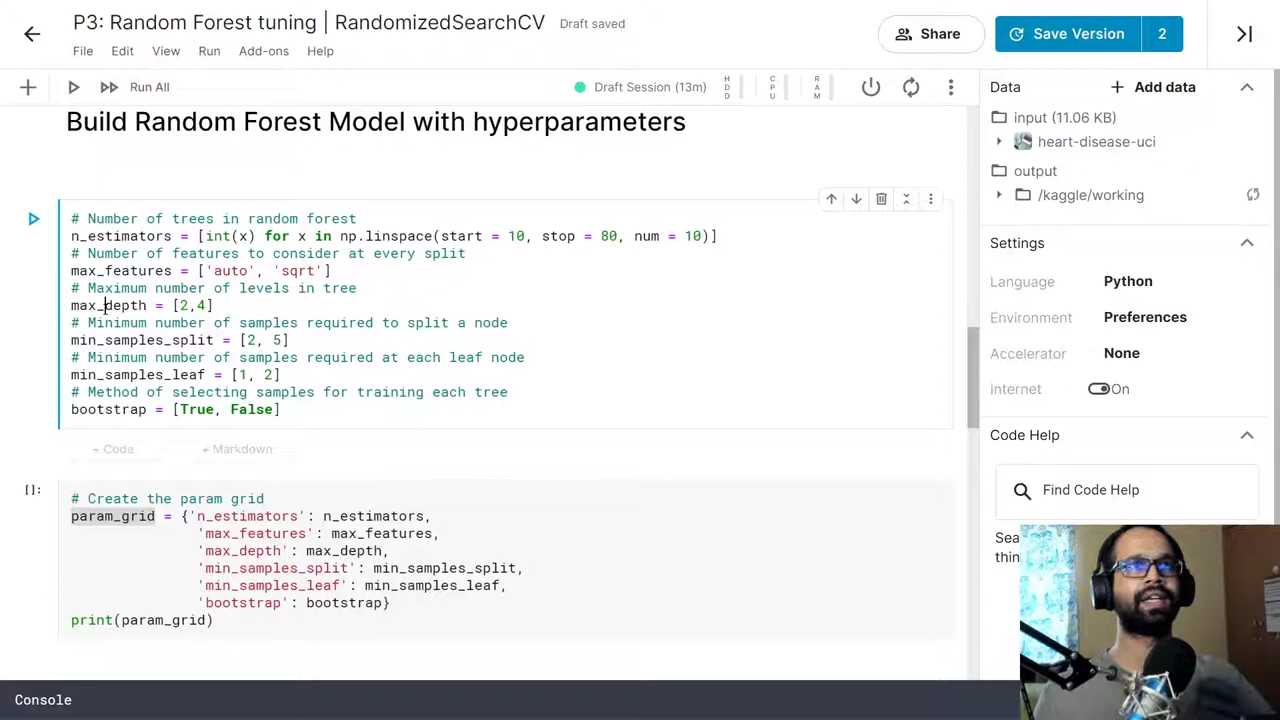 P3: Random Forest tuning | RandomizedSearchCV Draft saved
File Edit View Run Add-ons Help
Share
Save Version 2
Run All
Draft Session (13m)
HDD
CPU
RAM
Build Random Forest Model with hyperparameters
# Number of trees in random forest
n_estimators = [int(x) for x in np.linspace(start = 10, stop = 80, num = 10)]
# Number of features to consider at every split
max_features = ['auto', 'sqrt']
# Maximum number of levels in tree
max_depth = [2,4]
# Minimum number of samples required to split a node
min_samples_split = [2, 5]
# Minimum number of samples required at each leaf node
min_samples_leaf = [1, 2]
# Method of selecting samples for training each tree
bootstrap = [True, False]
+ Code + Markdown
[]:
# Create the param grid
param_grid = {'n_estimators': n_estimators,
'max_features': max_features,
'max_depth': max_depth,
'min_samples_split': min_samples_split,
'min_samples_leaf': min_samples_leaf,
'bootstrap': bootstrap}
print(param_grid)
Console
Data + Add data
input (11.06 KB)
heart-disease-uci
output
/kaggle/working
Settings
Language Python
Environment Preferences
Accelerator None
Internet On
Code Help
Find Code Help